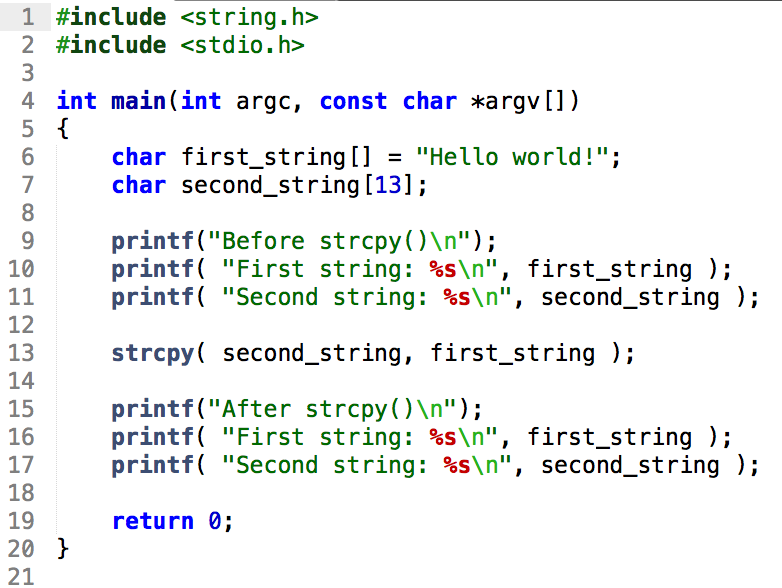 1 #include <string.h>
2 #include <stdio.h>
3
4 int main(int argc, const char *argv[])
5 {
6     char first_string[] = "Hello world!";
7     char second_string[13];
8
9     printf("Before strcpy()\n");
10     printf( "First string: %s\n", first_string );
11     printf( "Second string: %s\n", second_string );
12
13     strcpy( second_string, first_string );
14
15     printf("After strcpy()\n");
16     printf( "First string: %s\n", first_string );
17     printf( "Second string: %s\n", second_string );
18
19     return 0;
20 }
21